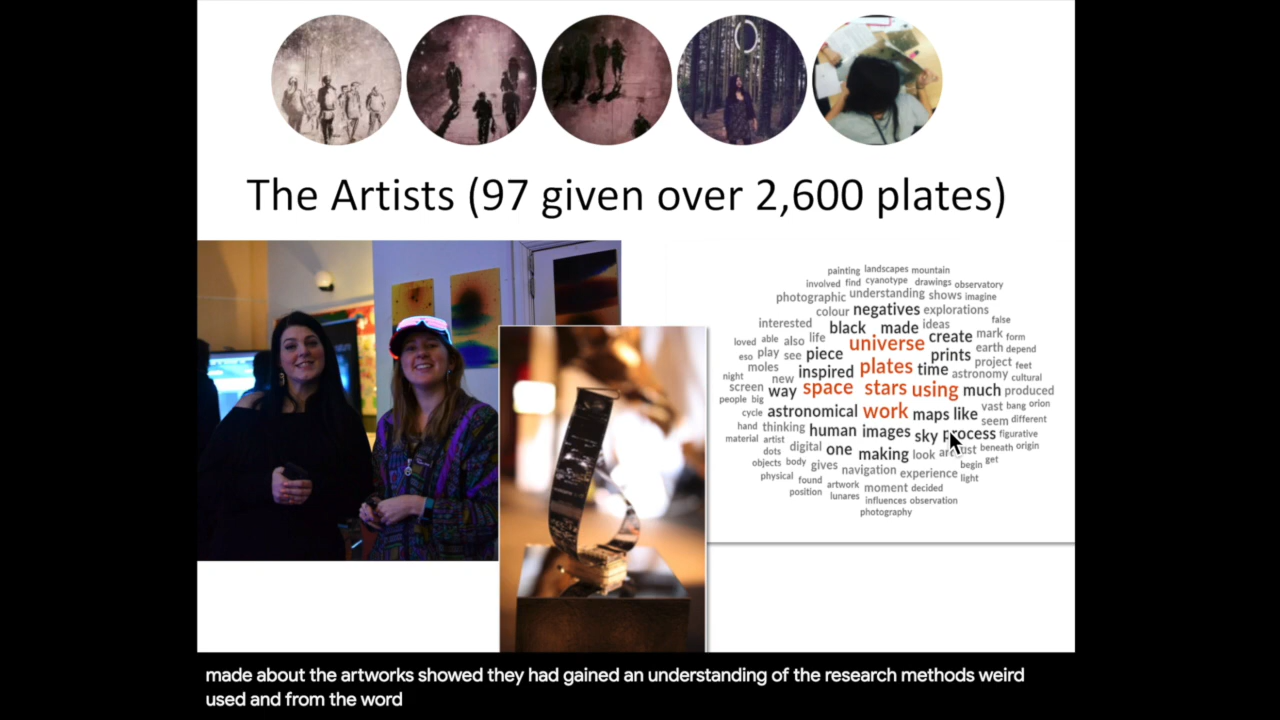 The Artists (97 given over 2,600 plates)
painting landscapes mountain
involved find cyanotype drawings observatory
photographic understanding shows imagine
colour negatives explorations
interested black made ideas false
loved able also life universe create mark form
eso play see piece prints earth depend
moles inspired plates time project feet
night new astronomy cultural
screen way space stars using much produced
people big vast bang orion
cycle astronomical work maps like seem different
hand thinking human images sky process figurative
material artist
dots digital one making look beneath origin
objects body gives navigation experience begin get
physical found light
position artwork moment decided
lunares influences observation
photography
made about the artworks showed they had gained an understanding of the research methods weird
used and from the word